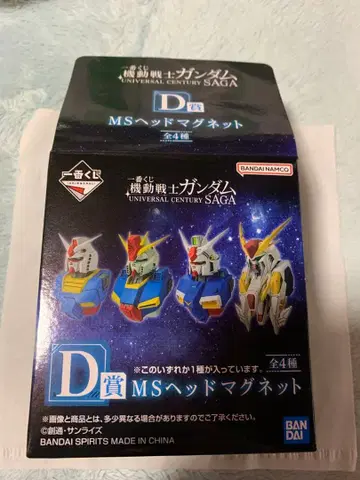 一番くじ
機動戦士ガンダム
UNIVERSAL CENTURY SAGA
D賞
MSヘッドマグネット
全4種
一番くじ
BANDAI NAMCO
一番くじ
機動戦士ガンダム
UNIVERSAL CENTURY SAGA
※このいずれか1種が入っています。
全4種
D賞 MSヘッドマグネット
※画像と商品とは、多少異なる場合がありますのでご了承ください。
©創通・サンライズ
BANDAI SPIRITS MADE IN CHINA
BANDAI